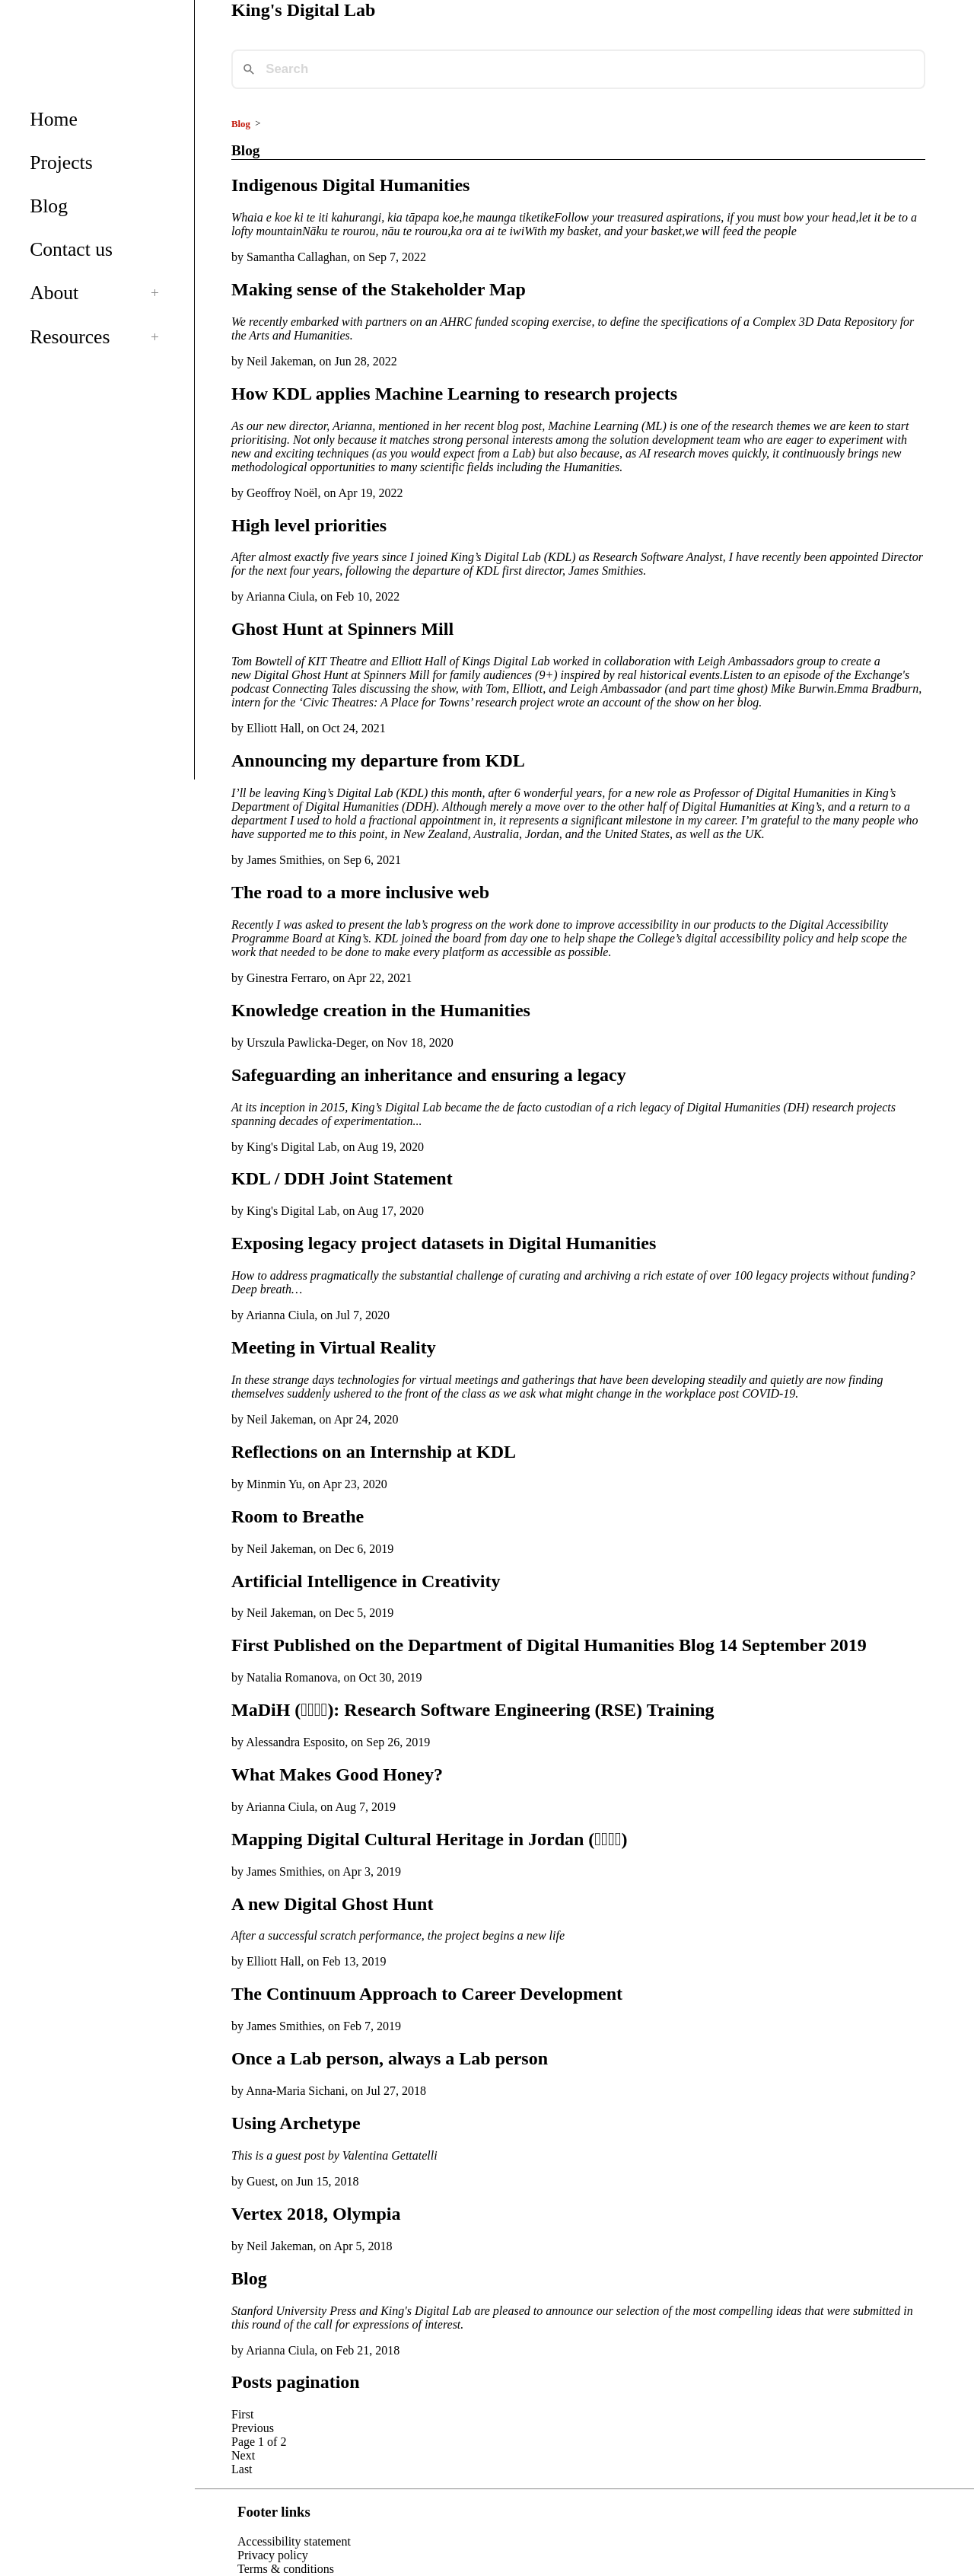 King's Digital Lab
Search
Home
Projects
Blog
Contact us
About +
Resources +
Blog >
Blog
Indigenous Digital Humanities
Whaia e koe ki te iti kahurangi, kia tāpapa koe,he maunga tiketikeFollow your treasured aspirations, if you must bow your head,let it be to a
lofty mountainNāku te rourou, nāu te rourou,ka ora ai te iwiWith my basket, and your basket,we will feed the people
by Samantha Callaghan, on Sep 7, 2022
Making sense of the Stakeholder Map
We recently embarked with partners on an AHRC funded scoping exercise, to define the specifications of a Complex 3D Data Repository for
the Arts and Humanities.
by Neil Jakeman, on Jun 28, 2022
How KDL applies Machine Learning to research projects
As our new director, Arianna, mentioned in her recent blog post, Machine Learning (ML) is one of the research themes we are keen to start
prioritising. Not only because it matches strong personal interests among the solution development team who are eager to experiment with
new and exciting techniques (as you would expect from a Lab) but also because, as AI research moves quickly, it continuously brings new
methodological opportunities to many scientific fields including the Humanities.
by Geoffroy Noël, on Apr 19, 2022
High level priorities
After almost exactly five years since I joined King’s Digital Lab (KDL) as Research Software Analyst, I have recently been appointed Director
for the next four years, following the departure of KDL first director, James Smithies.
by Arianna Ciula, on Feb 10, 2022
Ghost Hunt at Spinners Mill
Tom Bowtell of KIT Theatre and Elliott Hall of Kings Digital Lab worked in collaboration with Leigh Ambassadors group to create a
new Digital Ghost Hunt at Spinners Mill for family audiences (9+) inspired by real historical events.Listen to an episode of the Exchange's
podcast Connecting Tales discussing the show, with Tom, Elliott, and Leigh Ambassador (and part time ghost) Mike Burwin.Emma Bradburn,
intern for the ‘Civic Theatres: A Place for Towns’ research project wrote an account of the show on her blog.
by Elliott Hall, on Oct 24, 2021
Announcing my departure from KDL
I’ll be leaving King’s Digital Lab (KDL) this month, after 6 wonderful years, for a new role as Professor of Digital Humanities in King’s
Department of Digital Humanities (DDH). Although merely a move over to the other half of Digital Humanities at King’s, and a return to a
department I used to hold a fractional appointment in, it represents a significant milestone in my career. I’m grateful to the many people who
have supported me to this point, in New Zealand, Australia, Jordan, and the United States, as well as the UK.
by James Smithies, on Sep 6, 2021
The road to a more inclusive web
Recently I was asked to present the lab’s progress on the work done to improve accessibility in our products to the Digital Accessibility
Programme Board at King’s. KDL joined the board from day one to help shape the College’s digital accessibility policy and help scope the
work that needed to be done to make every platform as accessible as possible.
by Ginestra Ferraro, on Apr 22, 2021
Knowledge creation in the Humanities
by Urszula Pawlicka-Deger, on Nov 18, 2020
Safeguarding an inheritance and ensuring a legacy
At its inception in 2015, King’s Digital Lab became the de facto custodian of a rich legacy of Digital Humanities (DH) research projects
spanning decades of experimentation...
by King's Digital Lab, on Aug 19, 2020
KDL / DDH Joint Statement
by King's Digital Lab, on Aug 17, 2020
Exposing legacy project datasets in Digital Humanities
How to address pragmatically the substantial challenge of curating and archiving a rich estate of over 100 legacy projects without funding?
Deep breath…
by Arianna Ciula, on Jul 7, 2020
Meeting in Virtual Reality
In these strange days technologies for virtual meetings and gatherings that have been developing steadily and quietly are now finding
themselves suddenly ushered to the front of the class as we ask what might change in the workplace post COVID-19.
by Neil Jakeman, on Apr 24, 2020
Reflections on an Internship at KDL
by Minmin Yu, on Apr 23, 2020
Room to Breathe
by Neil Jakeman, on Dec 6, 2019
Artificial Intelligence in Creativity
by Neil Jakeman, on Dec 5, 2019
First Published on the Department of Digital Humanities Blog 14 September 2019
by Natalia Romanova, on Oct 30, 2019
MaDiH (): Research Software Engineering (RSE) Training
by Alessandra Esposito, on Sep 26, 2019
What Makes Good Honey?
by Arianna Ciula, on Aug 7, 2019
Mapping Digital Cultural Heritage in Jordan ()
by James Smithies, on Apr 3, 2019
A new Digital Ghost Hunt
After a successful scratch performance, the project begins a new life
by Elliott Hall, on Feb 13, 2019
The Continuum Approach to Career Development
by James Smithies, on Feb 7, 2019
Once a Lab person, always a Lab person
by Anna-Maria Sichani, on Jul 27, 2018
Using Archetype
This is a guest post by Valentina Gettatelli
by Guest, on Jun 15, 2018
Vertex 2018, Olympia
by Neil Jakeman, on Apr 5, 2018
Blog
Stanford University Press and King's Digital Lab are pleased to announce our selection of the most compelling ideas that were submitted in
this round of the call for expressions of interest.
by Arianna Ciula, on Feb 21, 2018
Posts pagination
First
Previous
Page 1 of 2
Next
Last
Footer links
Accessibility statement
Privacy policy
Terms & conditions